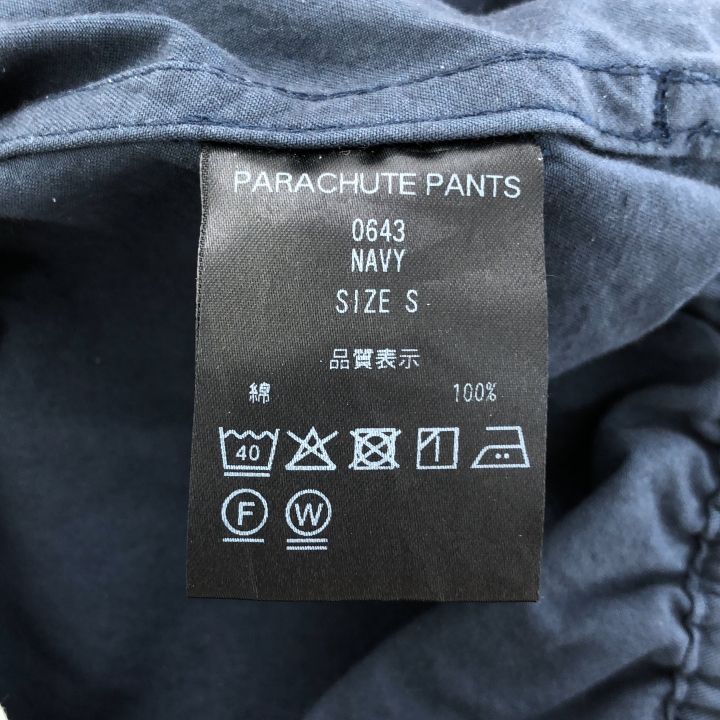 PARACHUTE PANTS
0643
NAVY
SIZE S
品質表示
綿 100%
40
F W